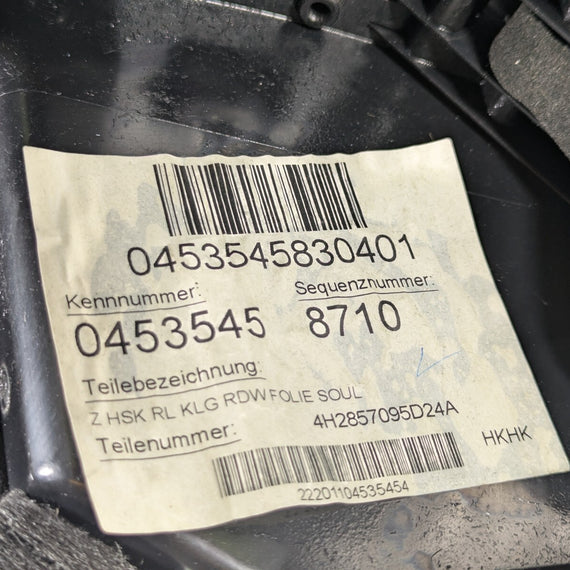 0453545830401
Kennnummer: Sequenznummer:
0453545 8710
Teilebezeichnung:
Z HSK RL KLG RDW FOLIE SOUL
Teilenummer: 4H2857095D24A
HKHK
22201104535454